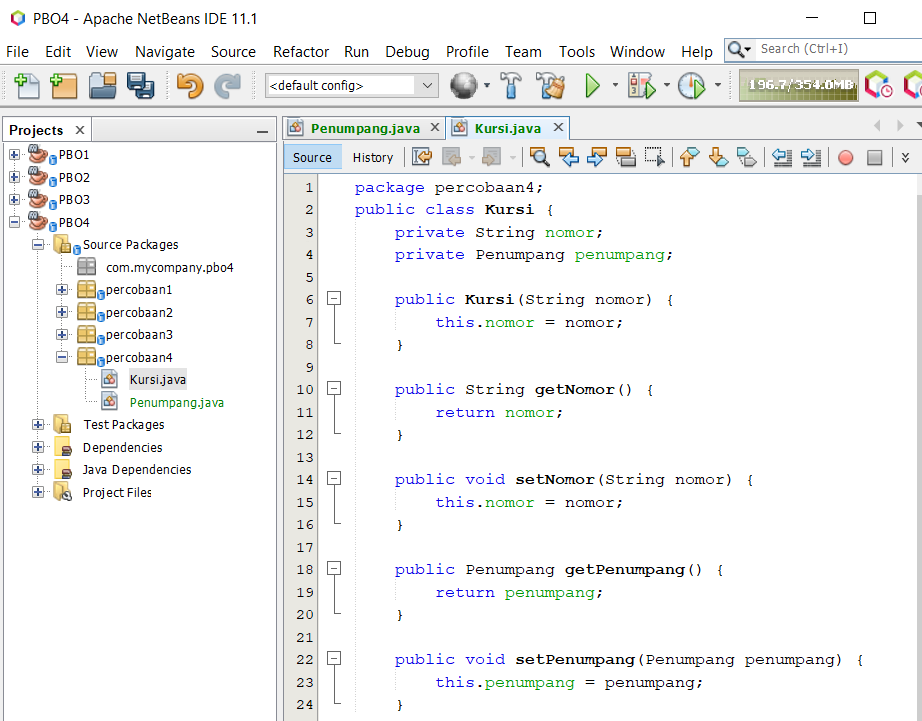 PBO4 - Apache NetBeans IDE 11.1
File Edit View Navigate Source Refactor Run Debug Profile Team Tools Window Help
Search (Ctrl+I)
<default config>
196.7/354.0MB
Projects
PBO1
PBO2
PBO3
PBO4
Source Packages
com.mycompany.pbo4
percobaan1
percobaan2
percobaan3
percobaan4
Kursi.java
Penumpang.java
Test Packages
Dependencies
Java Dependencies
Project Files
Penumpang.java Kursi.java
Source History
1 package percobaan4;
2 public class Kursi {
3 private String nomor;
4 private Penumpang penumpang;
5
6 public Kursi(String nomor) {
7 this.nomor = nomor;
8 }
9
10 public String getNomor() {
11 return nomor;
12 }
13
14 public void setNomor(String nomor) {
15 this.nomor = nomor;
16 }
17
18 public Penumpang getPenumpang() {
19 return penumpang;
20 }
21
22 public void setPenumpang(Penumpang penumpang) {
23 this.penumpang = penumpang;
24 }